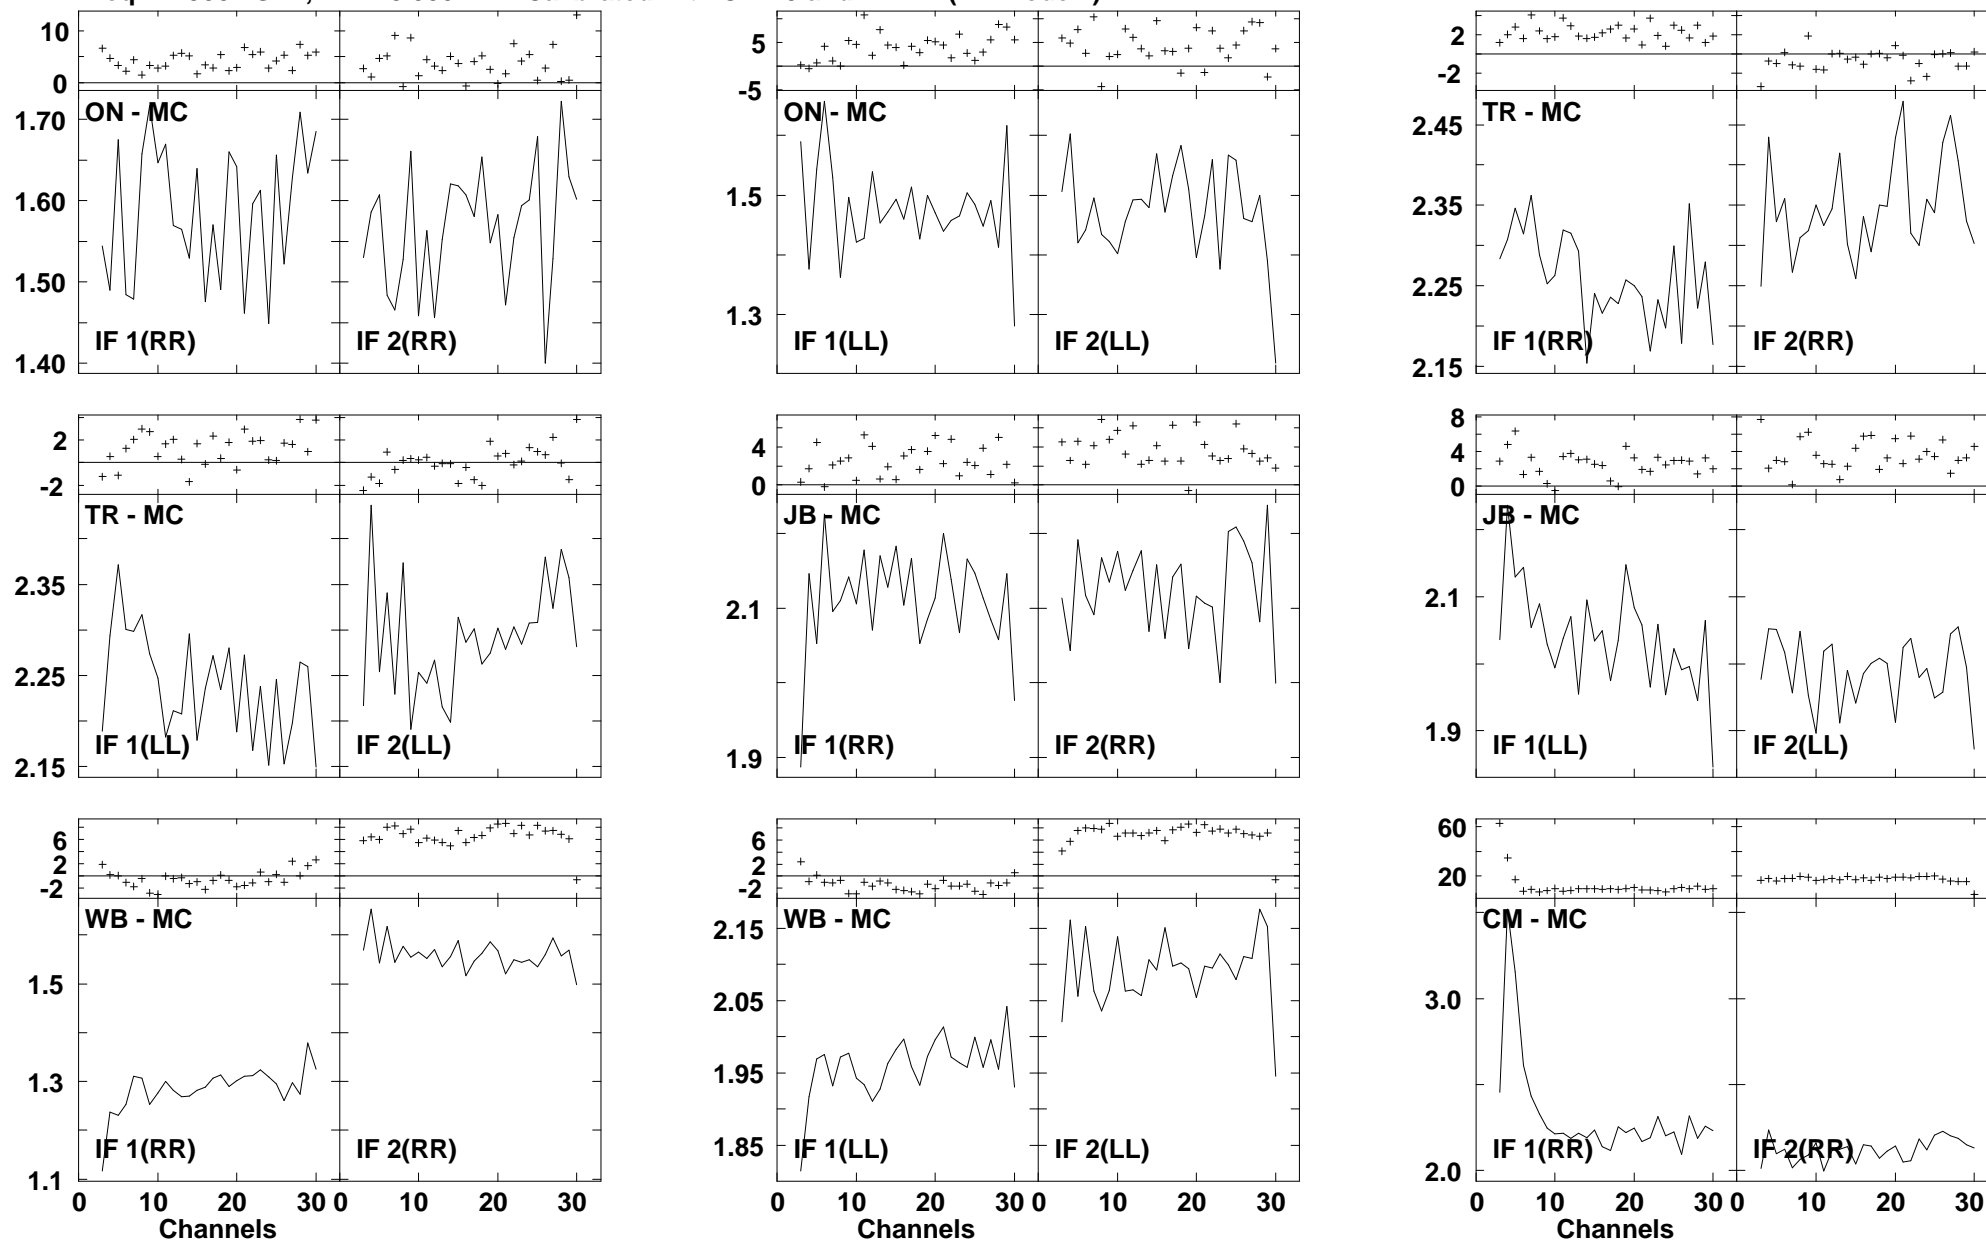 10
0
1.70
1.60
1.50
1.40
ON - MC
IF 1(RR)
IF 2(RR)
5
-5
1.5
1.3
ON - MC
IF 1(LL)
IF 2(LL)
2
-2
2.45
2.35
2.25
2.15
TR - MC
IF 1(RR)
IF 2(RR)
2
-2
2.35
2.25
2.15
TR - MC
IF 1(LL)
IF 2(LL)
4
0
2.1
1.9
JB - MC
IF 1(RR)
IF 2(RR)
8
4
0
2.1
1.9
JB - MC
IF 1(LL)
IF 2(LL)
6
2
-2
1.5
1.3
1.1
WB - MC
IF 1(RR)
IF 2(RR)
0 10 20 30 0 10 20 30
Channels
6
2
-2
2.15
2.05
1.95
1.85
WB - MC
IF 1(LL)
IF 2(LL)
0 10 20 30 0 10 20 30
Channels
60
20
3.0
2.0
CM - MC
IF 1(RR)
IF 2(RR)
0 10 20 30 0 10 20 30
Channels